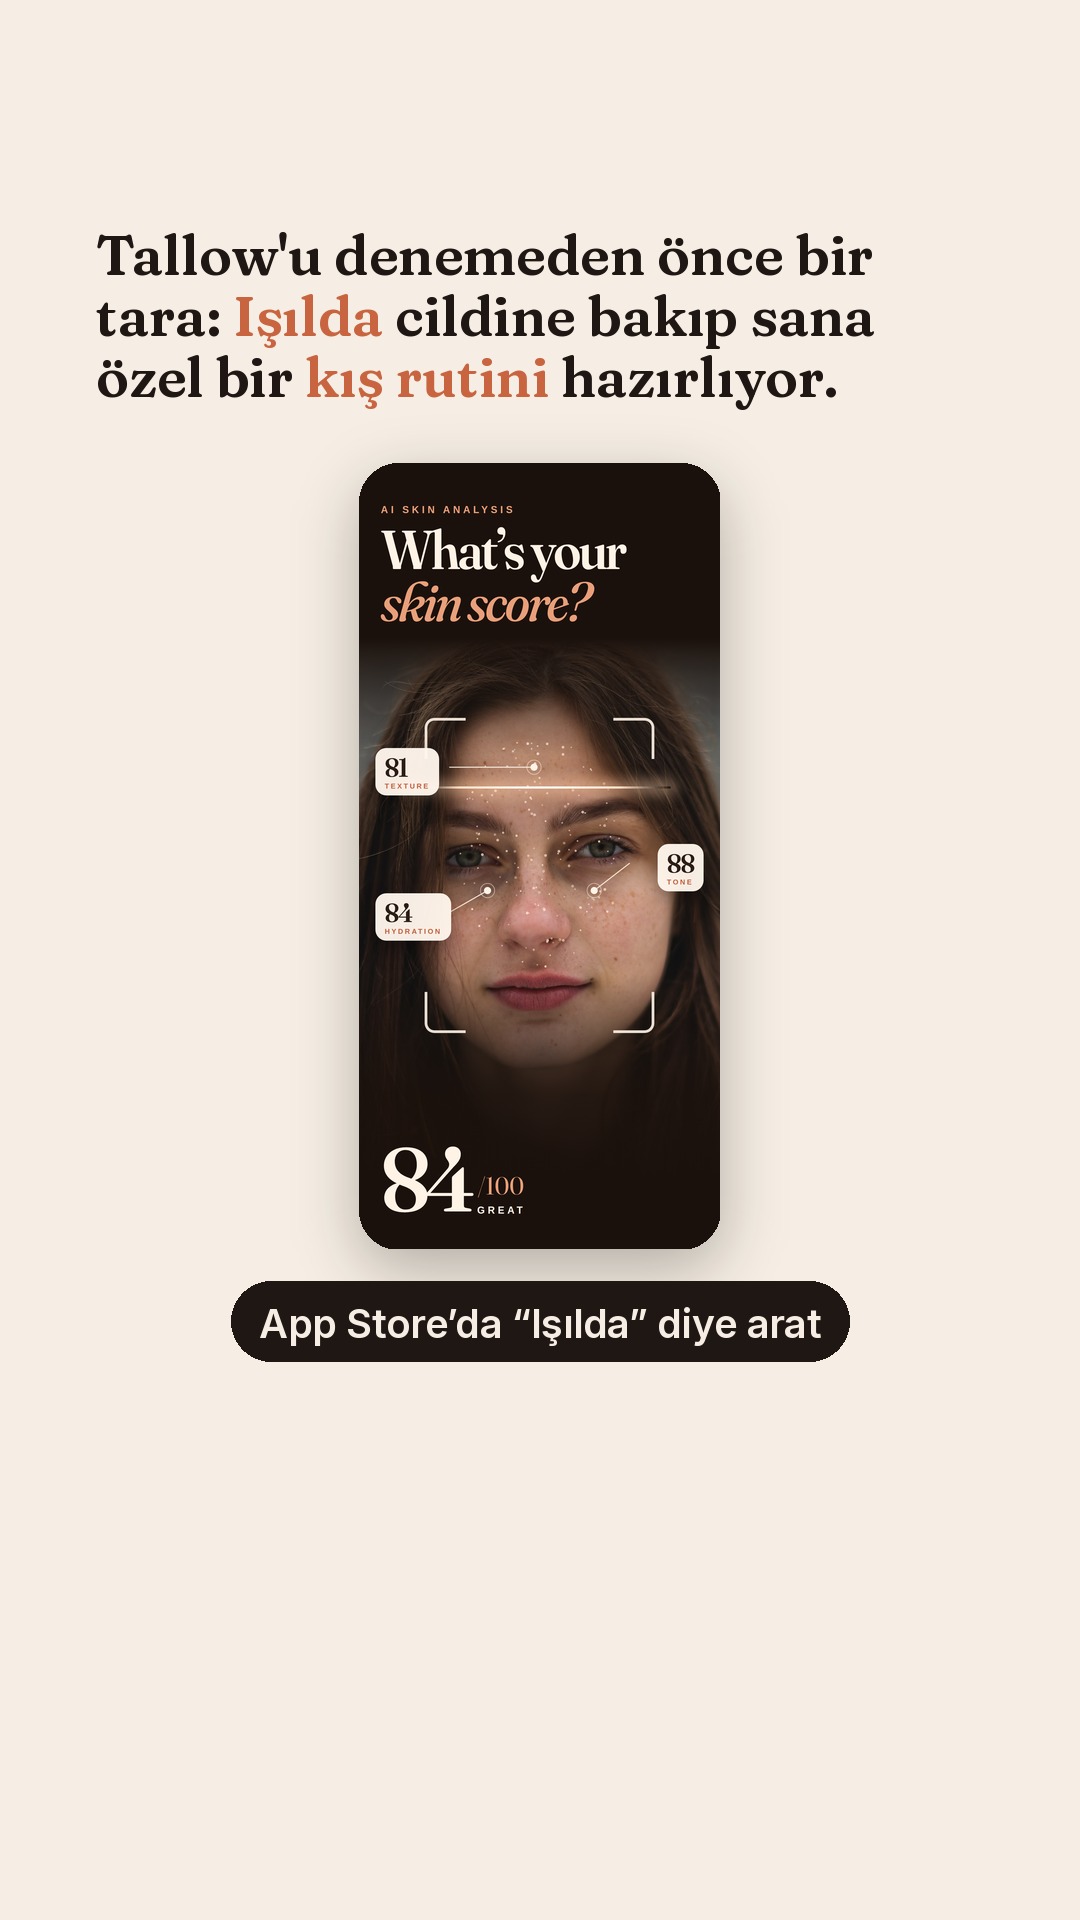 Tallow'u denemeden önce bir
tara: Işılda cildine bakıp sana
özel bir kış rutini hazırlıyor.
AI SKIN ANALYSIS
What’s your
skin score?
81
TEXTURE
88
TONE
84
HYDRATION
84 /100
GREAT
App Store’da “Işılda” diye arat